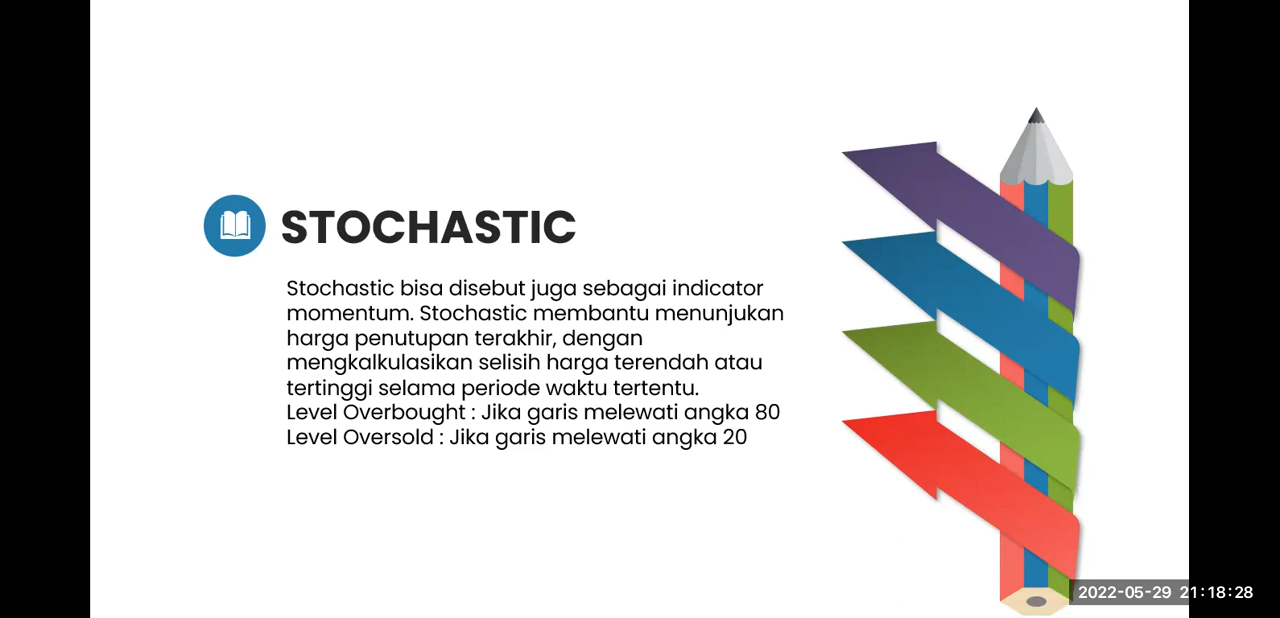 STOCHASTIC
Stochastic bisa disebut juga sebagai indicator
momentum. Stochastic membantu menunjukan
harga penutupan terakhir, dengan
mengkalkulasikan selisih harga terendah atau
tertinggi selama periode waktu tertentu.
Level Overbought : Jika garis melewati angka 80
Level Oversold : Jika garis melewati angka 20
2022-05-29 21:18:28